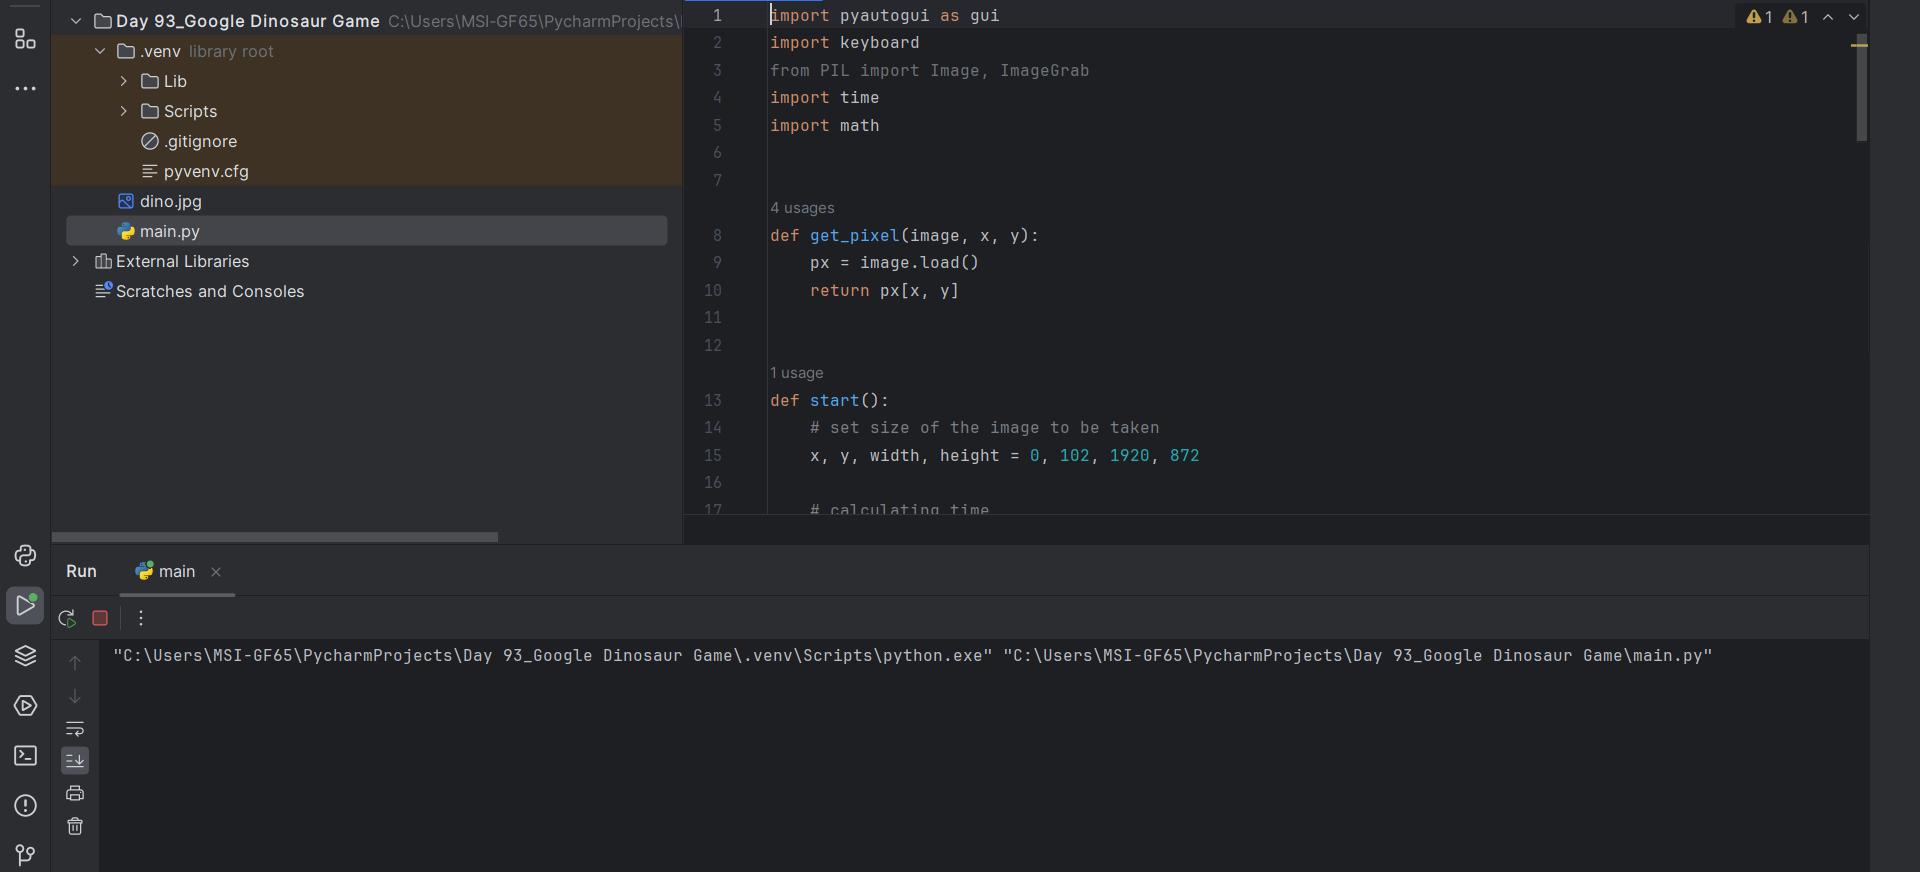 Day 93_Google Dinosaur Game C:\Users\MSI-GF65\PycharmProjects\
.venv library root
Lib
Scripts
.gitignore
pyvenv.cfg
dino.jpg
main.py
External Libraries
Scratches and Consoles
1 import pyautogui as gui
1 1
2 import keyboard
3 from PIL import Image, ImageGrab
4 import time
5 import math
6
7
4 usages
8 def get_pixel(image, x, y):
9 px = image.load()
10 return px[x, y]
11
12
1 usage
13 def start():
14 # set size of the image to be taken
15 x, y, width, height = 0, 102, 1920, 872
16
17 # calculating time
Run main
"C:\Users\MSI-GF65\PycharmProjects\Day 93_Google Dinosaur Game\.venv\Scripts\python.exe" "C:\Users\MSI-GF65\PycharmProjects\Day 93_Google Dinosaur Game\main.py"